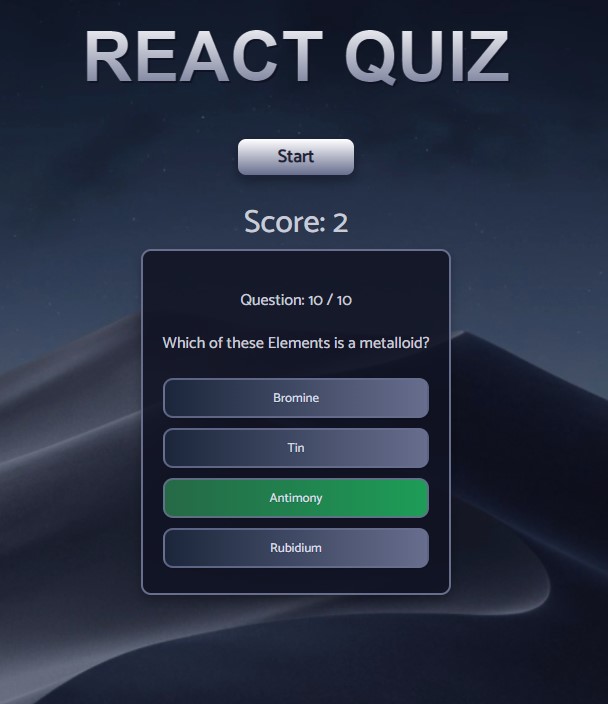 REACT QUIZ
Start
Score: 2
Question: 10 / 10
Which of these Elements is a metalloid?
Bromine
Tin
Antimony
Rubidium